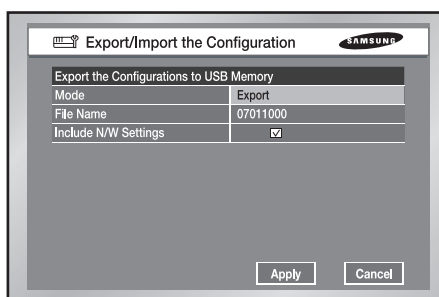 Export/Import the Configuration
SAMSUNG
Export the Configurations to USB Memory
Mode Export
File Name 07011000
Include N/W Settings
Apply Cancel